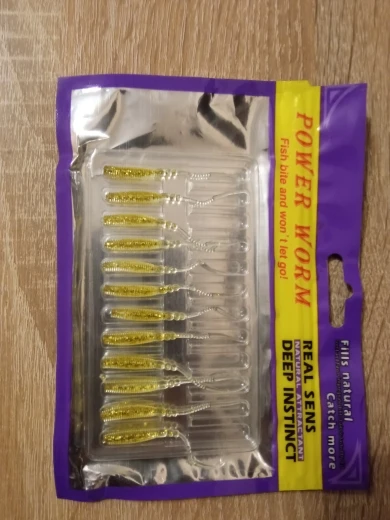 Fills natural
Catch more
POWER WORM
Fish bite and won't let go!
REAL SENS
NATURAL ATTRACTANT
DEEP INSTINCT